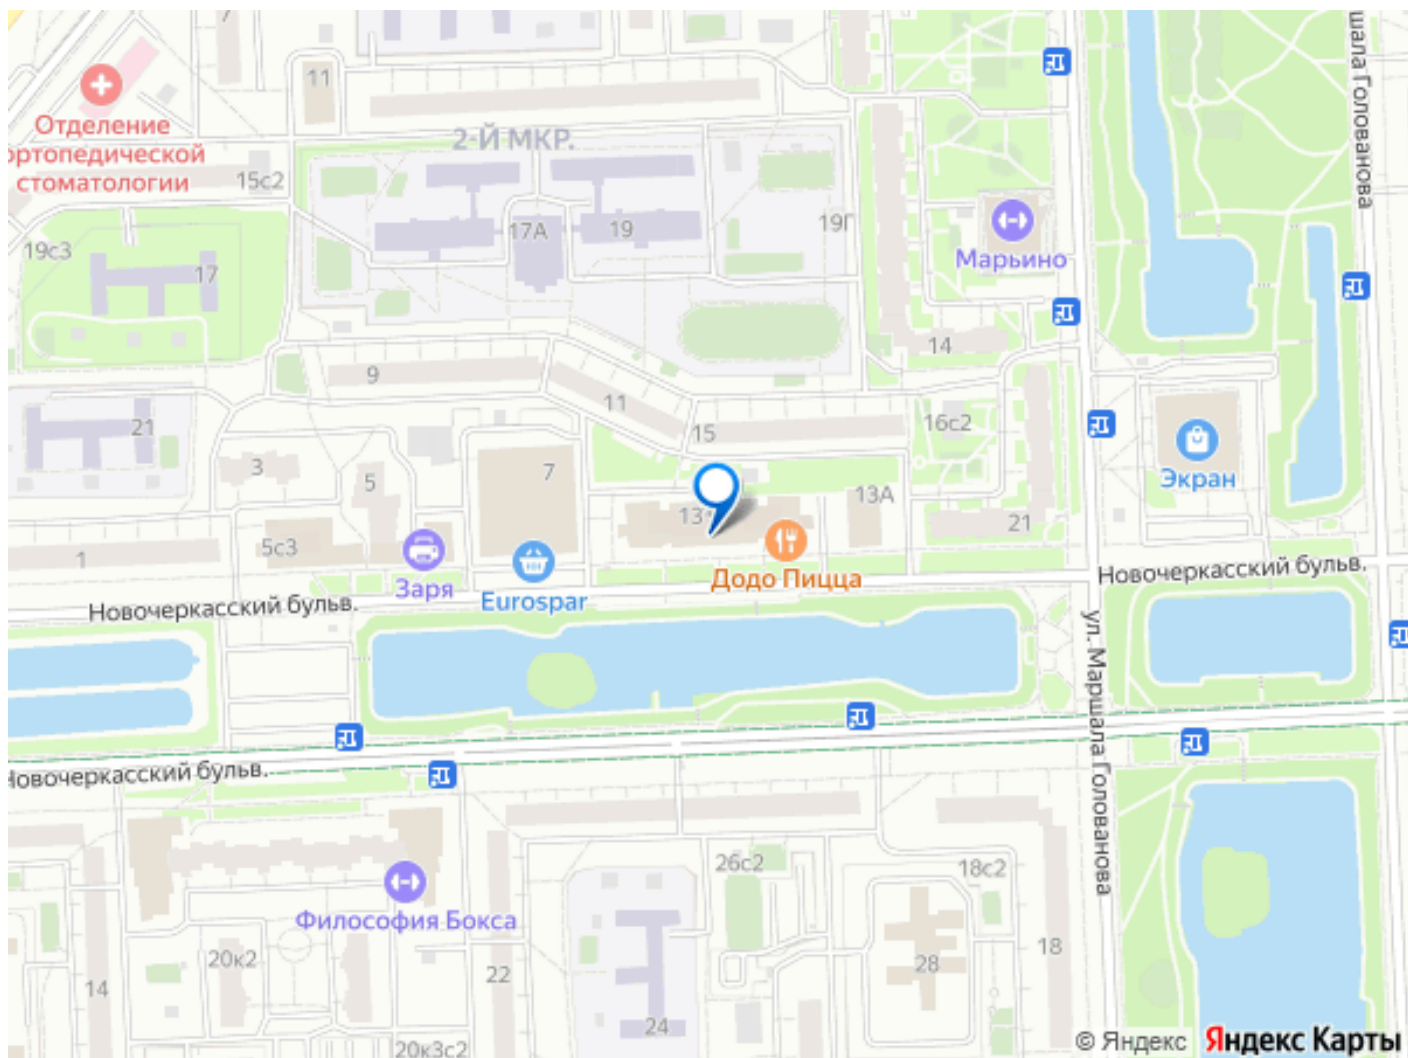 7
11
Отделение
ортопедической
стоматологии
2-Й МКР.
15с2
шала Голованова
19с3
17
17А
19
19Г
Марьино
14
9
11
15
16с2
21
3
5
7
13
13А
Экран
21
1
5с3
Заря
Eurospar
Додо Пицца
Новочеркасский бульв.
Новочеркасский бульв.
ул. Маршала Голованова
Новочеркасский бульв.
26с2
18с2
Философия Бокса
20к2
22
14
28
18
24
20к3с2
© Яндекс Яндекс Карты